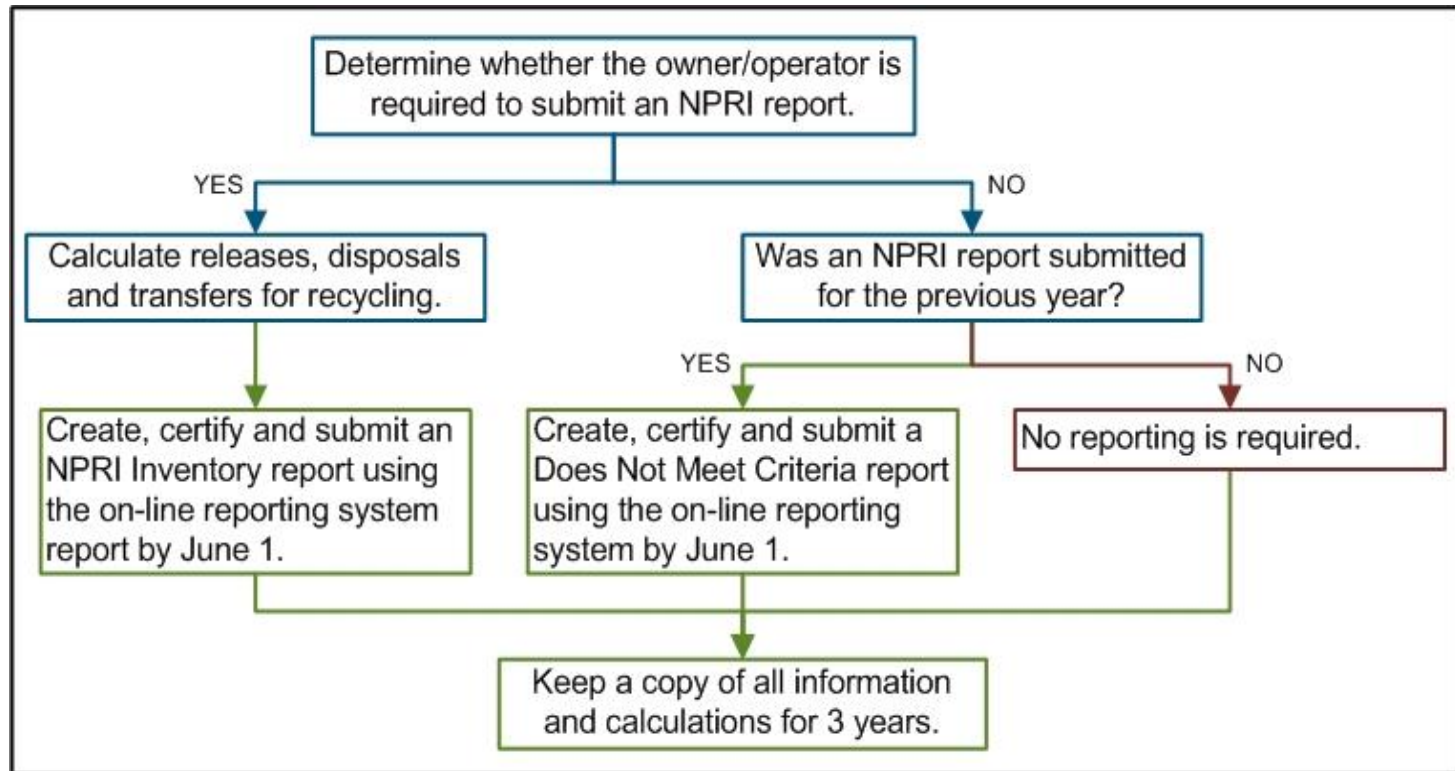 Determine whether the owner/operator is
required to submit an NPRI report.
YES
NO
Calculate releases, disposals
and transfers for recycling.
Was an NPRI report submitted
for the previous year?
YES
NO
Create, certify and submit an
NPRI Inventory report using
the on-line reporting system
report by June 1.
Create, certify and submit a
Does Not Meet Criteria report
using the on-line reporting
system by June 1.
No reporting is required.
Keep a copy of all information
and calculations for 3 years.